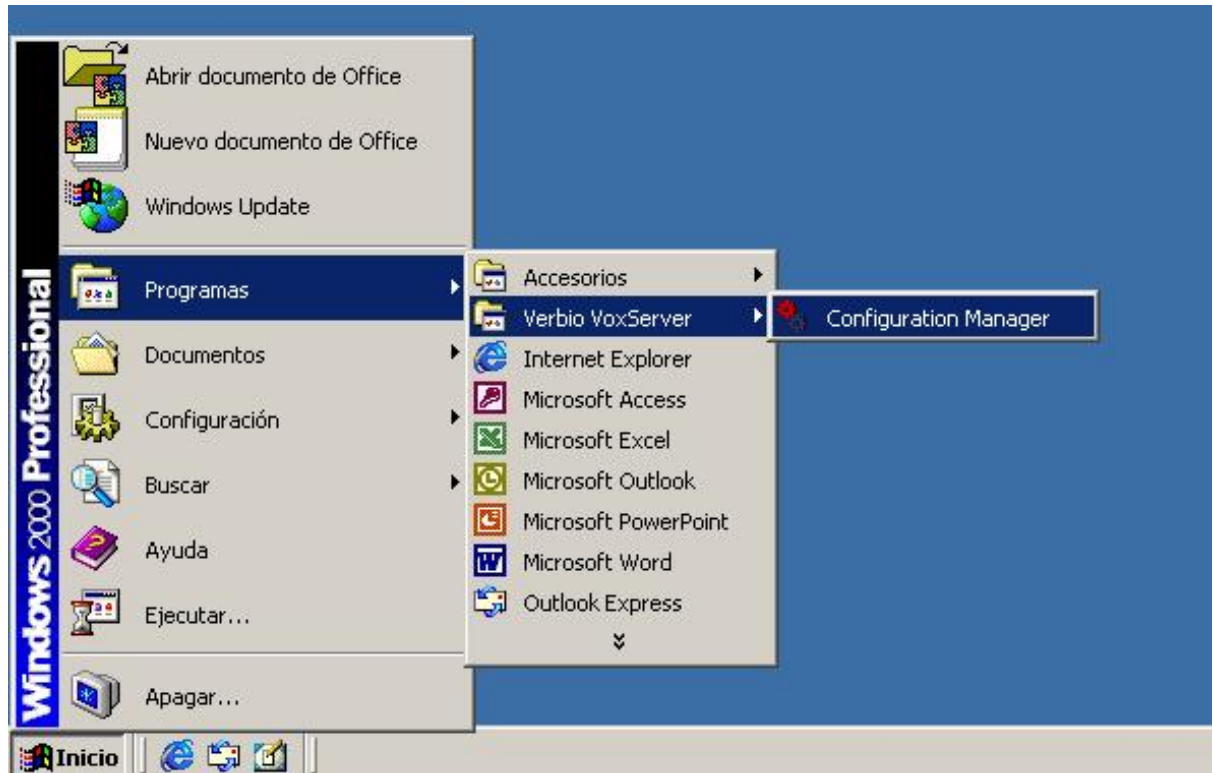 Abrir documento de Office
Nuevo documento de Office
Windows Update
Programas
Documentos
Configuración
Buscar
Ayuda
Ejecutar...
Apagar...
Windows 2000 Professional
Accesorios
Verbio VoxServer
Internet Explorer
Microsoft Access
Microsoft Excel
Microsoft Outlook
Microsoft PowerPoint
Microsoft Word
Outlook Express
Configuration Manager
Inicio